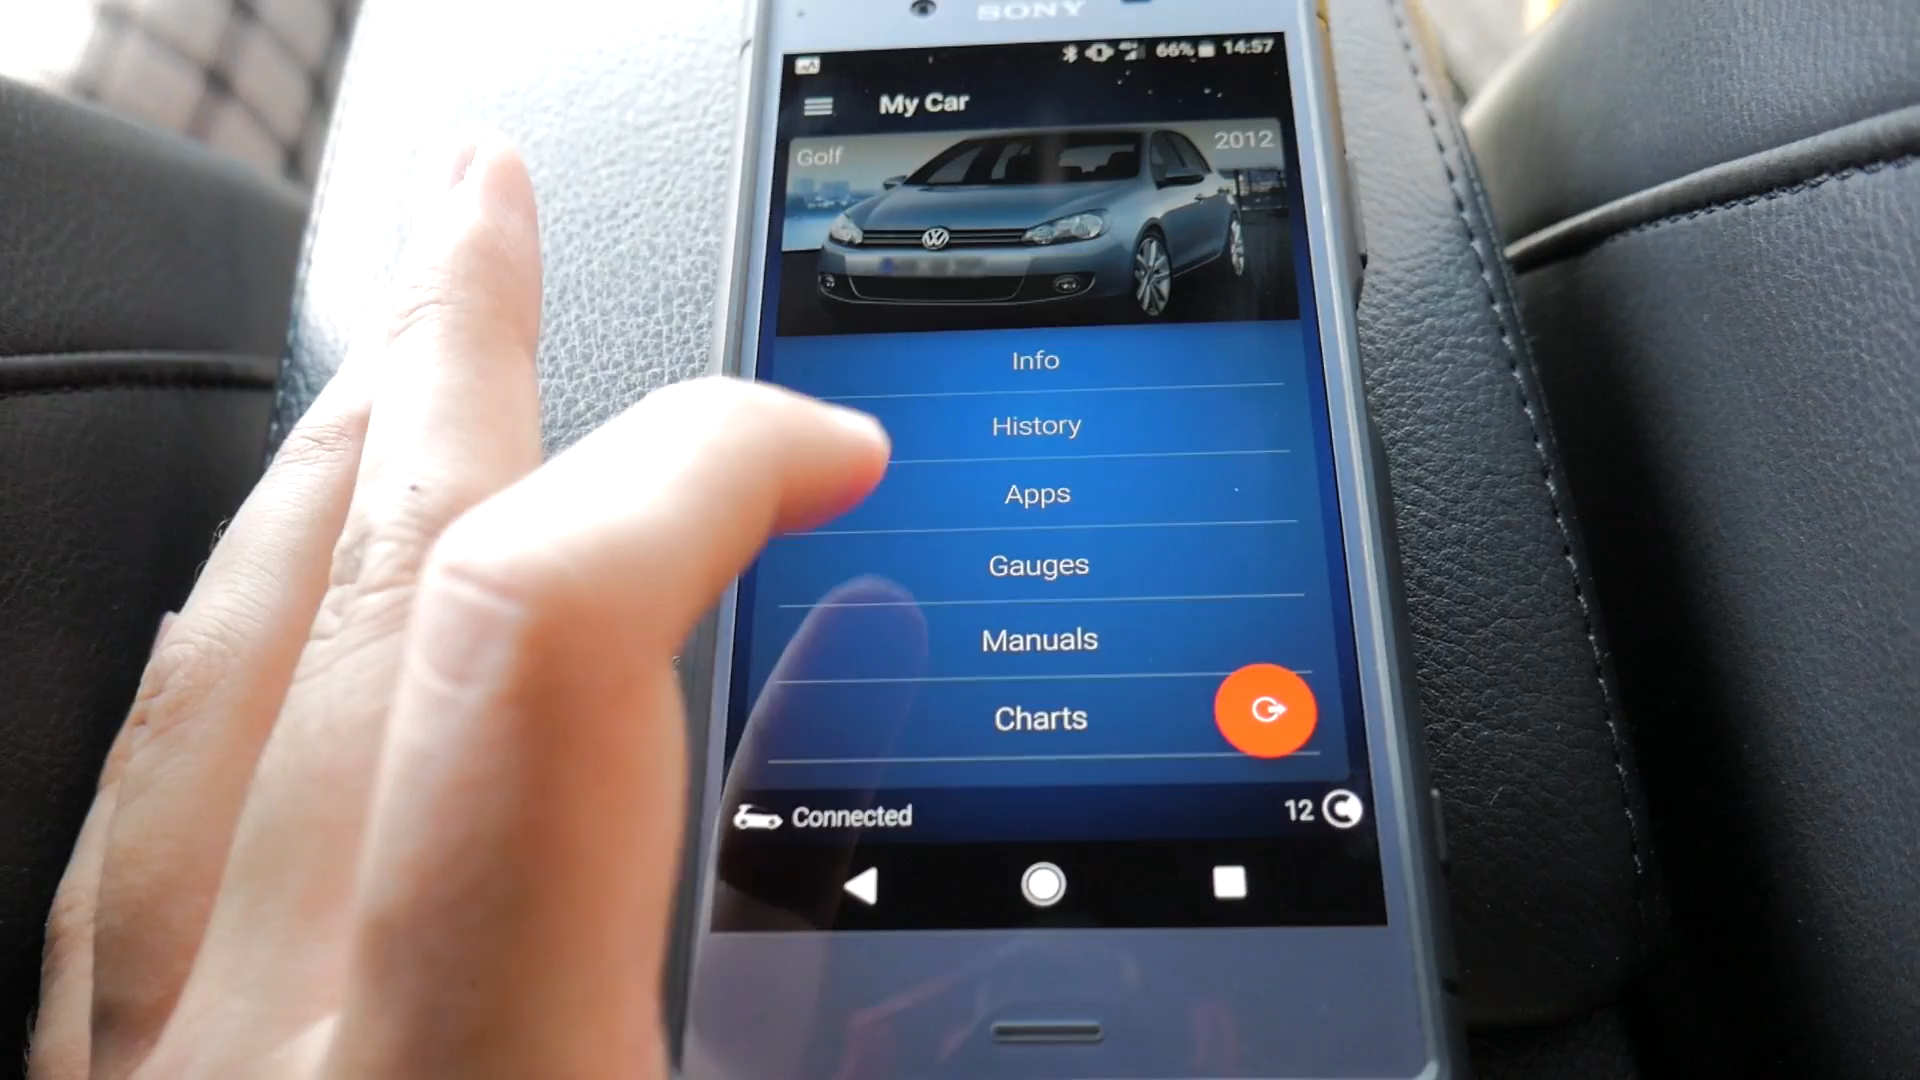 SONY
66% 14:57
My Car
Golf 2012
Info
History
Apps
Gauges
Manuals
Charts
Connected 12